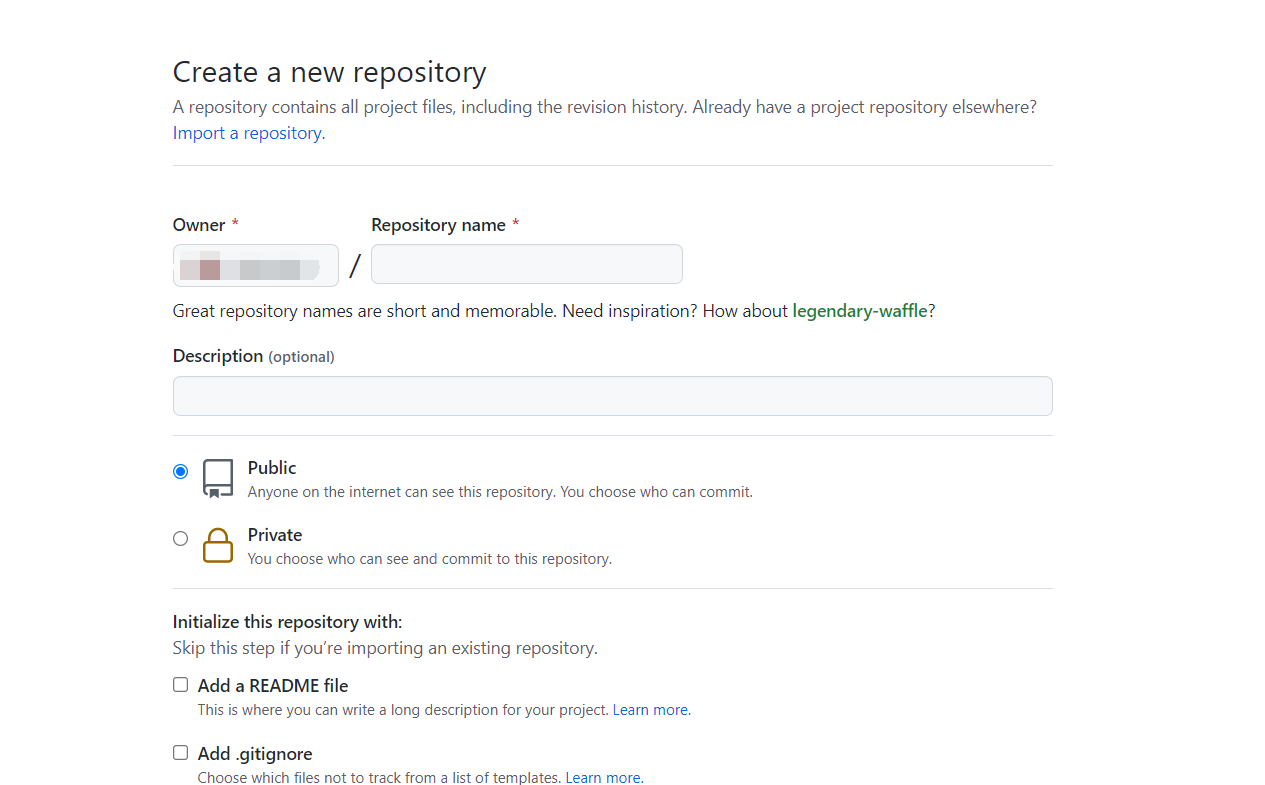 Create a new repository
A repository contains all project files, including the revision history. Already have a project repository elsewhere?
Import a repository.
Owner * Repository name *
/
Great repository names are short and memorable. Need inspiration? How about legendary-waffle?
Description (optional)
Public
Anyone on the internet can see this repository. You choose who can commit.
Private
You choose who can see and commit to this repository.
Initialize this repository with:
Skip this step if you’re importing an existing repository.
Add a README file
This is where you can write a long description for your project. Learn more.
Add .gitignore
Choose which files not to track from a list of templates. Learn more.